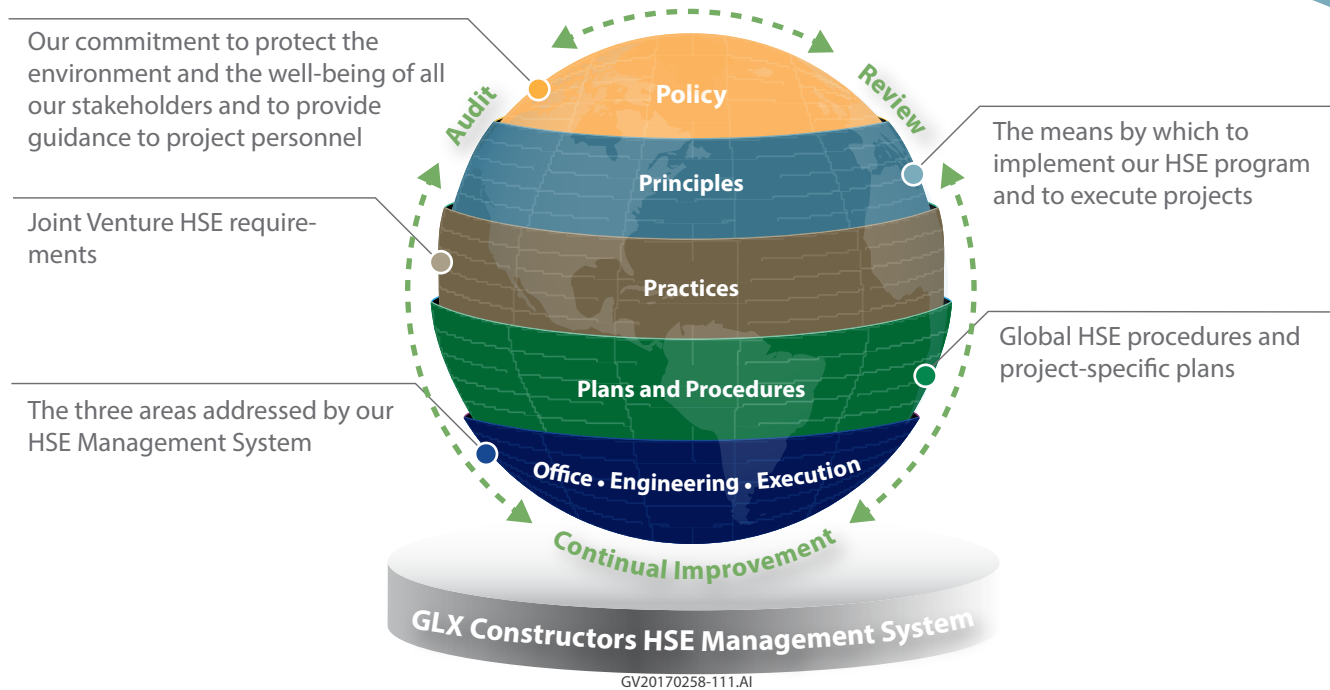 Our commitment to protect the
environment and the well-being of all
our stakeholders and to provide
guidance to project personnel
Joint Venture HSE require-
ments
The three areas addressed by our
HSE Management System
Audit
Review
Policy
Principles
Practices
Plans and Procedures
Office • Engineering • Execution
Continual Improvement
The means by which to
implement our HSE program
and to execute projects
Global HSE procedures and
project-specific plans
GLX Constructors HSE Management System
GV20170258-111.AI